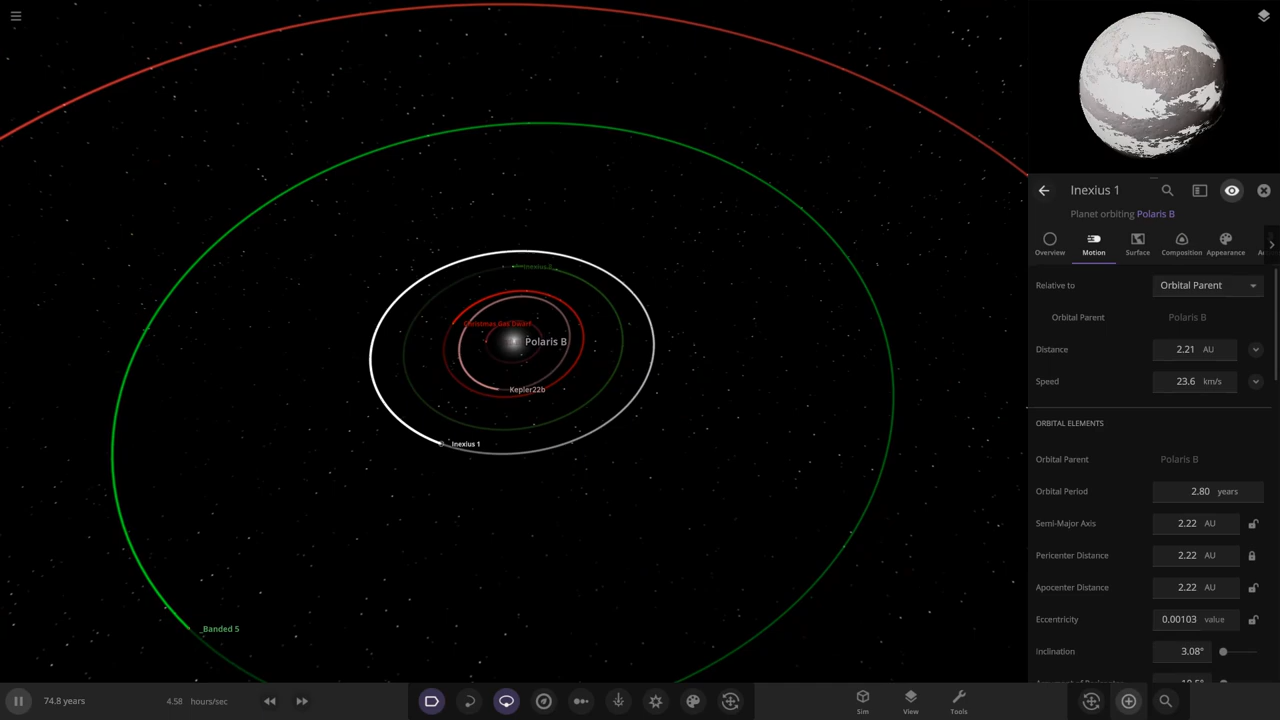 Inexius 1
Planet orbiting Polaris B
Overview
Motion
Surface
Composition
Appearance
Relative to
Orbital Parent
Orbital Parent
Polaris B
Distance
2.21 AU
Speed
23.6 km/s
ORBITAL ELEMENTS
Orbital Parent
Polaris B
Orbital Period
2.80 years
Semi-Major Axis
2.22 AU
Pericenter Distance
2.22 AU
Apocenter Distance
2.22 AU
Eccentricity
0.00103 value
Inclination
3.08°
Christmas Gas Dwarf
Polaris B
Kepler22b
Inexius 1
Banded 5
74.8 years
4.58 hours/sec
Sim
View
Tools